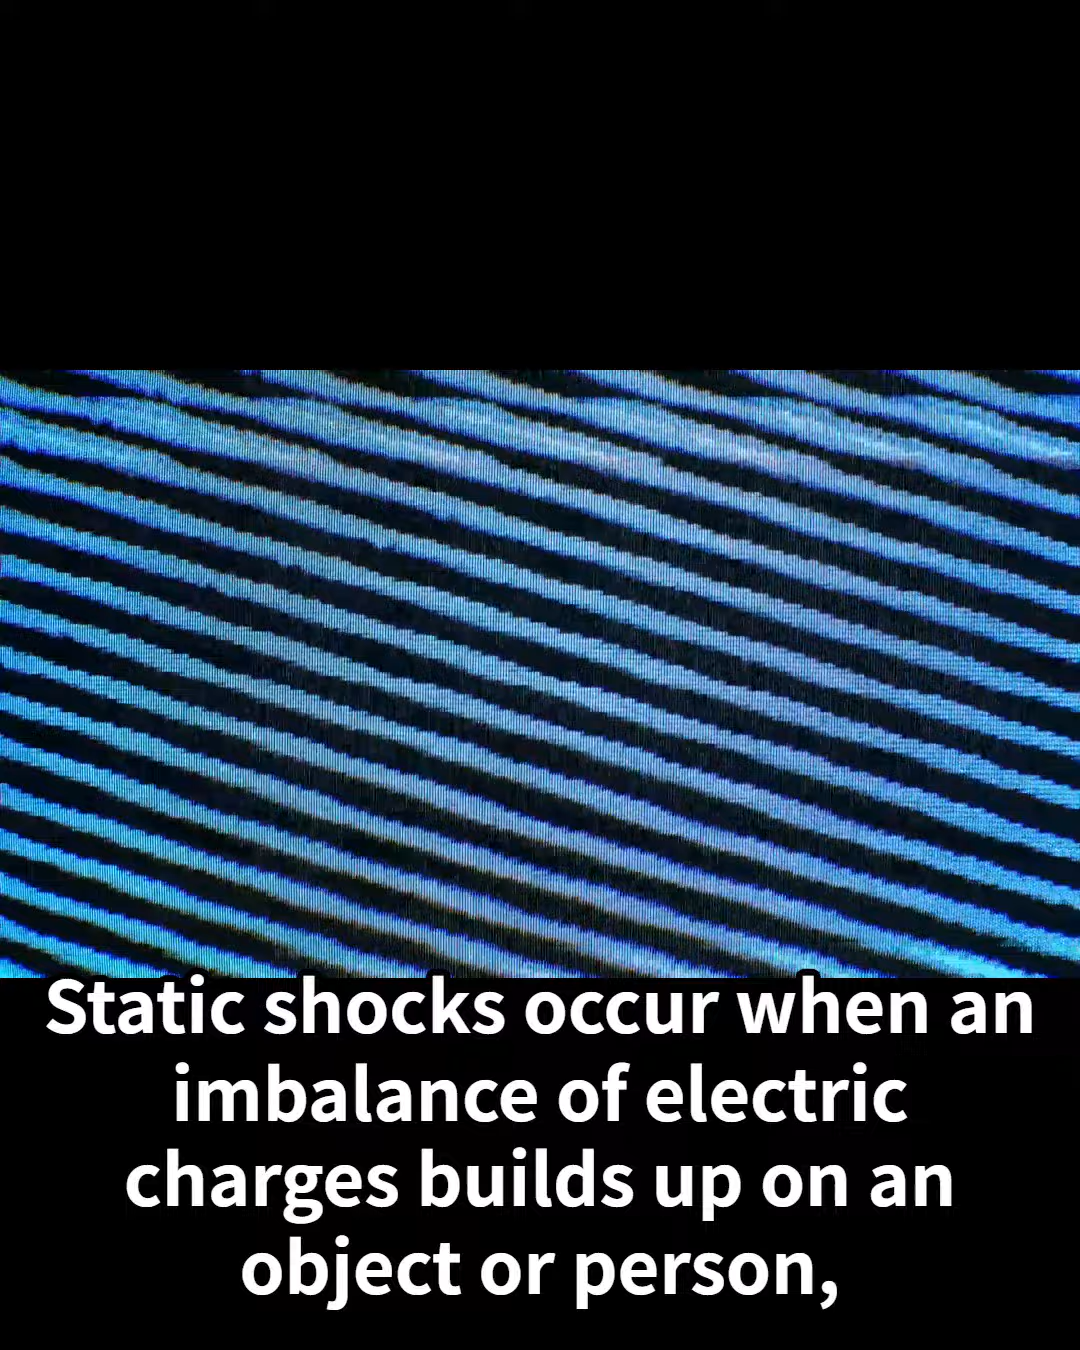 Static shocks occur when an
imbalance of electric
charges builds up on an
object or person,